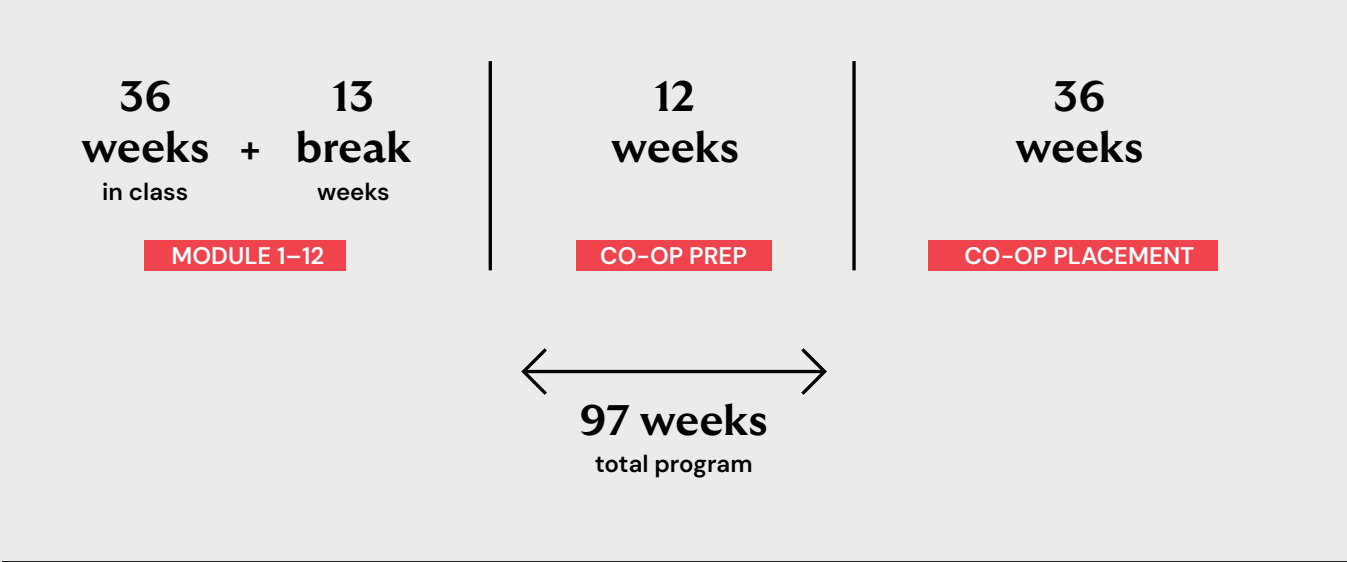 36
weeks
in class
+
13
break
weeks
MODULE 1–12
12
weeks
CO-OP PREP
36
weeks
CO-OP PLACEMENT
97 weeks
total program